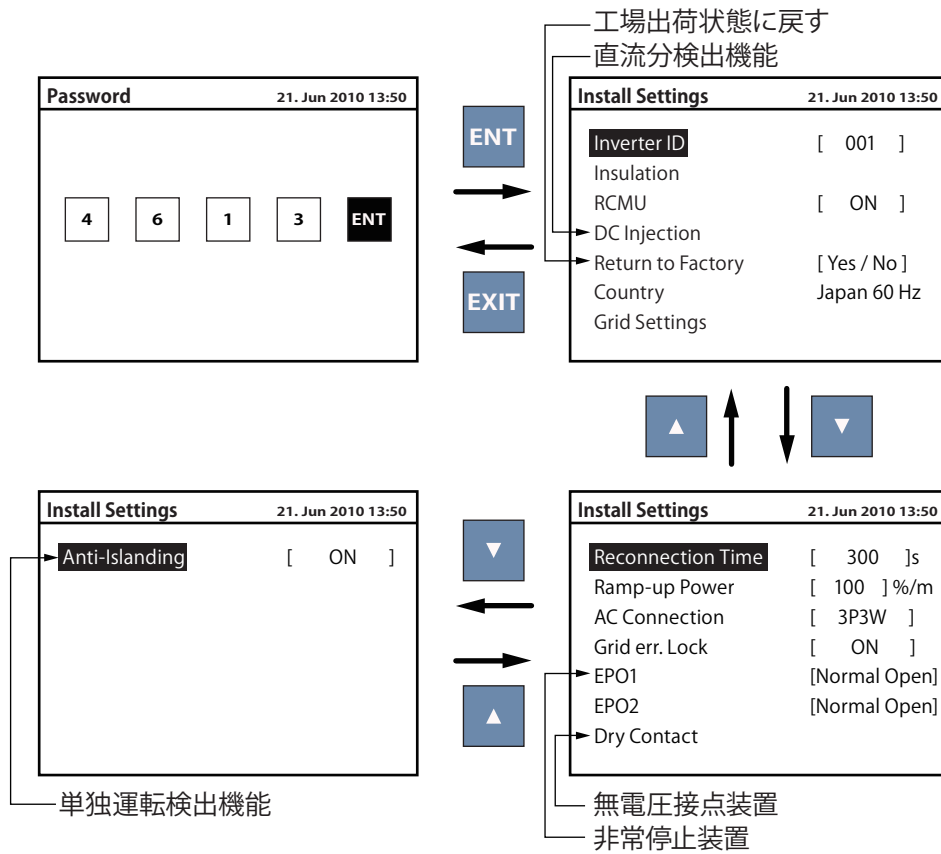 工場出荷状態に戻す
直流分検出機能
Password 21. Jun 2010 13:50
4 6 1 3 ENT
ENT
EXIT
Install Settings 21. Jun 2010 13:50
Inverter ID [ 001 ]
Insulation
RCMU [ ON ]
DC Injection
Return to Factory [ Yes / No ]
Country Japan 60 Hz
Grid Settings
▲ ▼
Install Settings 21. Jun 2010 13:50
Anti-Islanding [ ON ]
▼
▲
Install Settings 21. Jun 2010 13:50
Reconnection Time [ 300 ]s
Ramp-up Power [ 100 ] %/m
AC Connection [ 3P3W ]
Grid err. Lock [ ON ]
EPO1 [Normal Open]
EPO2 [Normal Open]
Dry Contact
単独運転検出機能
無電圧接点装置
非常停止装置